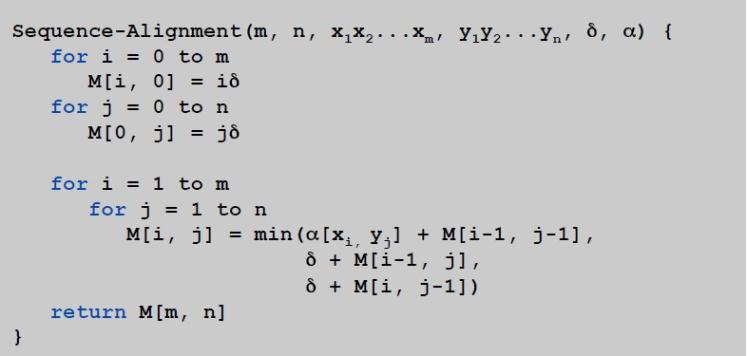 Sequence-Alignment(m, n, x₁x₂...xₘ, y₁y₂...yₙ, δ, α) {
for i = 0 to m
M[i, 0] = iδ
for j = 0 to n
M[0, j] = jδ
for i = 1 to m
for j = 1 to n
M[i, j] = min(α[xᵢ, yⱼ] + M[i-1, j-1],
δ + M[i-1, j],
δ + M[i, j-1])
return M[m, n]
}